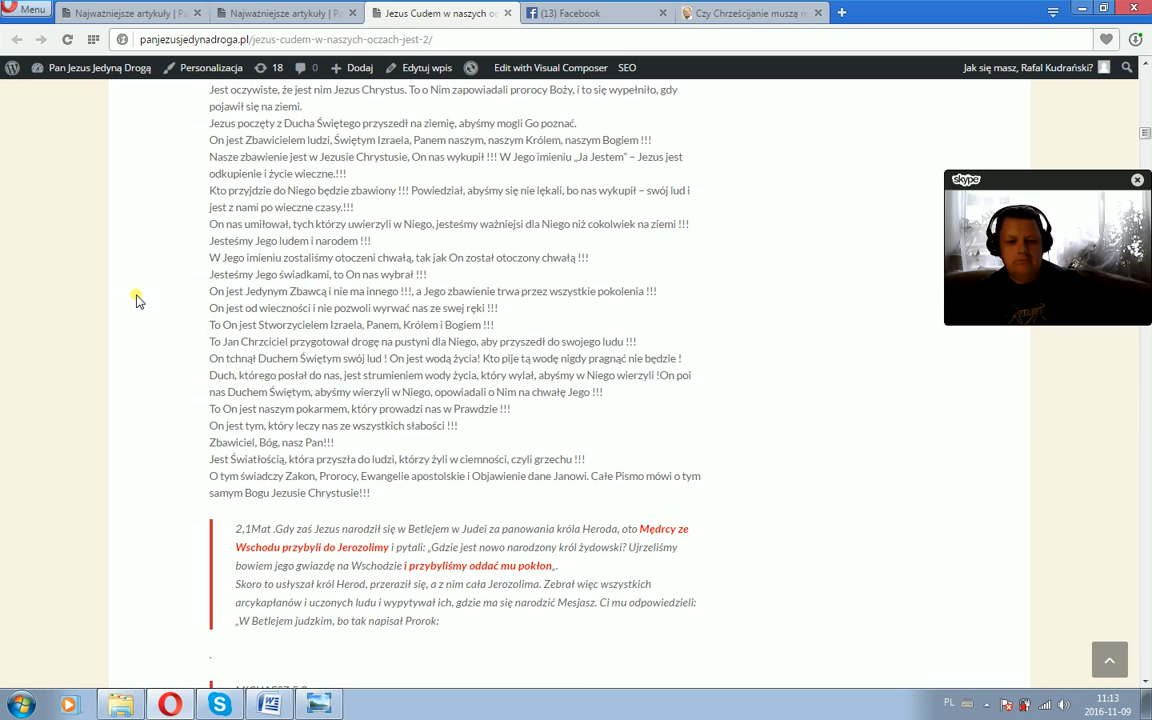 Menu
Najważniejsze artykuły | Pa
Najważniejsze artykuły | Pa
Jezus Cudem w naszych oc
(13) Facebook
Czy Chrześcijanie muszą m
panjezusjedynadroga.pl/jezus-cudem-w-naszych-oczach-jest-2/
Pan Jezus Jedyną Drogą
Personalizacja
18
0
Dodaj
Edytuj wpis
Edit with Visual Composer
SEO
Jak się masz, Rafal Kudrański?
Jest oczywiste, że jest nim Jezus Chrystus. To o Nim zapowiadali prorocy Boży, i to się wypełniło, gdy
pojawił się na ziemi.
Jezus poczęty z Ducha Świętego przyszedł na ziemię, abyśmy mogli Go poznać.
On jest Zbawicielem ludzi, Świętym Izraela, Panem naszym, naszym Królem, naszym Bogiem !!!
Nasze zbawienie jest w Jezusie Chrystusie, On nas wykupił !!! W Jego imieniu „Ja Jestem” – Jezus jest
odkupienie i życie wieczne.!!!
Kto przyjdzie do Niego będzie zbawiony !!! Powiedział, abyśmy się nie lękali, bo nas wykupił – swój lud i
jest z nami po wieczne czasy.!!!
On nas umiłował, tych którzy uwierzyli w Niego, jesteśmy ważniejsi dla Niego niż cokolwiek na ziemi !!!
Jesteśmy Jego ludem i narodem !!!
W Jego imieniu zostaliśmy otoczeni chwałą, tak jak On został otoczony chwałą !!!
Jesteśmy Jego świadkami, to On nas wybrał !!!
On jest Jedynym Zbawcą i nie ma innego !!!, a Jego zbawienie trwa przez wszystkie pokolenia !!!
On jest od wieczności i nie pozwoli wyrwać nas ze swej ręki !!!
To On jest Stworzycielem Izraela, Panem, Królem i Bogiem !!!
To Jan Chrzciciel przygotował drogę na pustyni dla Niego, aby przyszedł do swojego ludu !!!
On tchnął Duchem Świętym swój lud ! On jest wodą życia! Kto pije tą wodę nigdy pragnąć nie będzie !
Duch, którego posłał do nas, jest strumieniem wody życia, który wylał, abyśmy w Niego wierzyli !On poi
nas Duchem Świętym, abyśmy wierzyli w Niego, opowiadali o Nim na chwałę Jego !!!
To On jest naszym pokarmem, który prowadzi nas w Prawdzie !!!
On jest tym, który leczy nas ze wszystkich słabości !!!
Zbawiciel, Bóg, nasz Pan!!!
Jest Światłością, która przyszła do ludzi, którzy żyli w ciemności, czyli grzechu !!!
O tym świadczy Zakon, Prorocy, Ewangelie apostolskie i Objawienie dane Janowi. Całe Pismo mówi o tym
samym Bogu Jezusie Chrystusie!!!
2,1Mat .Gdy zaś Jezus narodził się w Betlejem w Judei za panowania króla Heroda, oto Mędrcy ze
Wschodu przybyli do Jerozolimy i pytali: „Gdzie jest nowo narodzony król żydowski? Ujrzeliśmy
bowiem jego gwiazdę na Wschodzie i przybyliśmy oddać mu pokłon„.
Skoro to usłyszał król Herod, przeraził się, a z nim cała Jerozolima. Zebrał więc wszystkich
arcykapłanów i uczonych ludu i wypytywał ich, gdzie ma się narodzić Mesjasz. Ci mu odpowiedzieli:
„W Betlejem judzkim, bo tak napisał Prorok:
.
skype
PL
11:13
2016-11-09